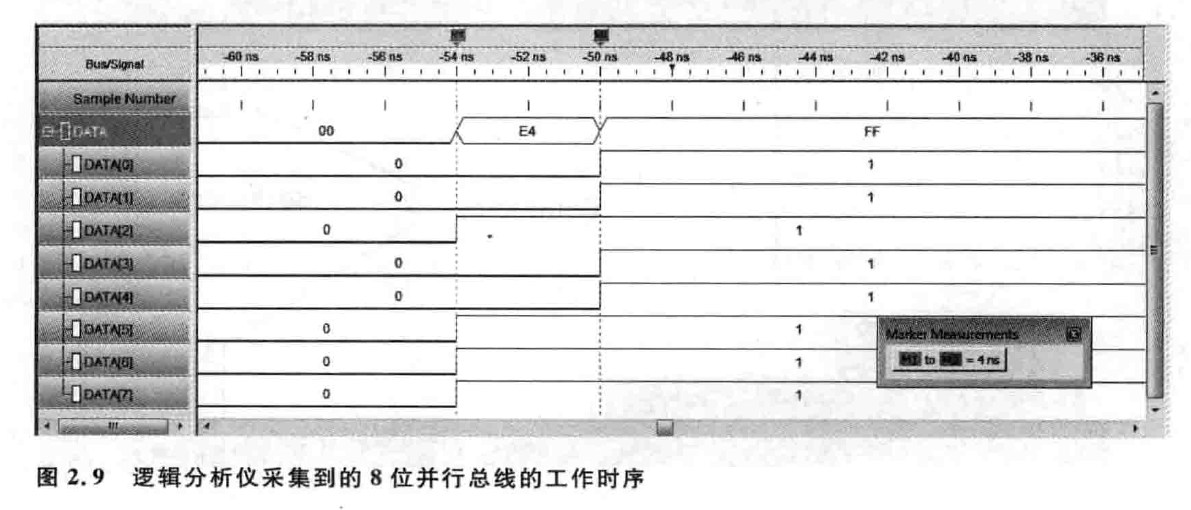 Bus/Signal
-60 ns -58 ns -56 ns -54 ns -52 ns -50 ns -48 ns -46 ns -44 ns -42 ns -40 ns -38 ns -36 ns
Sample Number
DATA 00 E4 FF
DATA[0] 0 1
DATA[1] 0 1
DATA[2] 0 1
DATA[3] 0 1
DATA[4] 0 1
DATA[5] 0 1
DATA[6] 0 1
DATA[7] 0 1
Marker Measurements
M1 to M2 = 4 ns
图 2.9 逻辑分析仪采集到的 8 位并行总线的工作时序